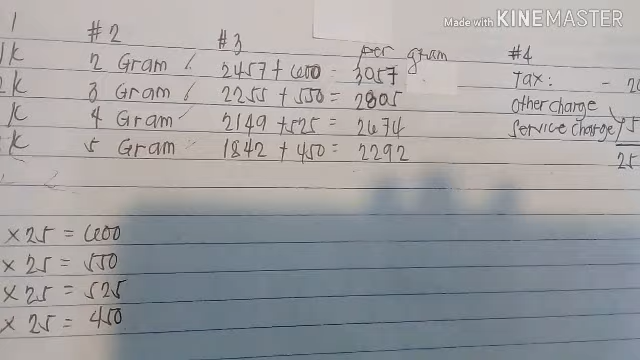 Made with KINEMASTER
1 #2 #3 per gram #4
K 2 Gram 2457 + 600 = 3057 Tax: - 20
K 3 Gram 2255 + 550 = 2805 Other charge
K 4 Gram 2149 + 525 = 2674 Service charge 5
K 5 Gram 1842 + 450 = 2292 25
x 25 = 600
x 25 = 550
x 25 = 525
x 25 = 450